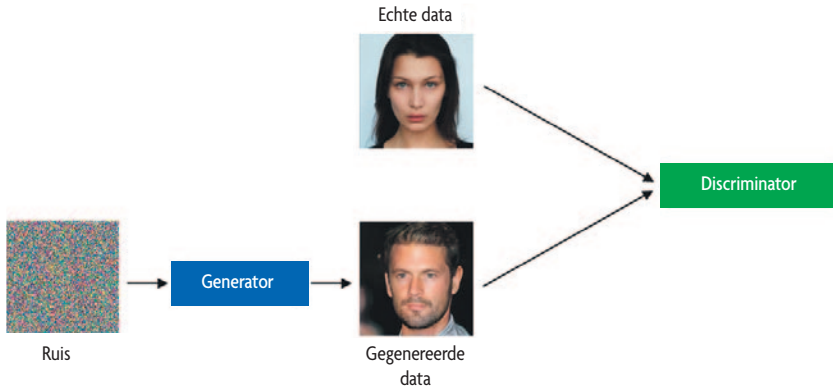 Echte data
Discriminator
Generator
Ruis
Gegenereerde
data